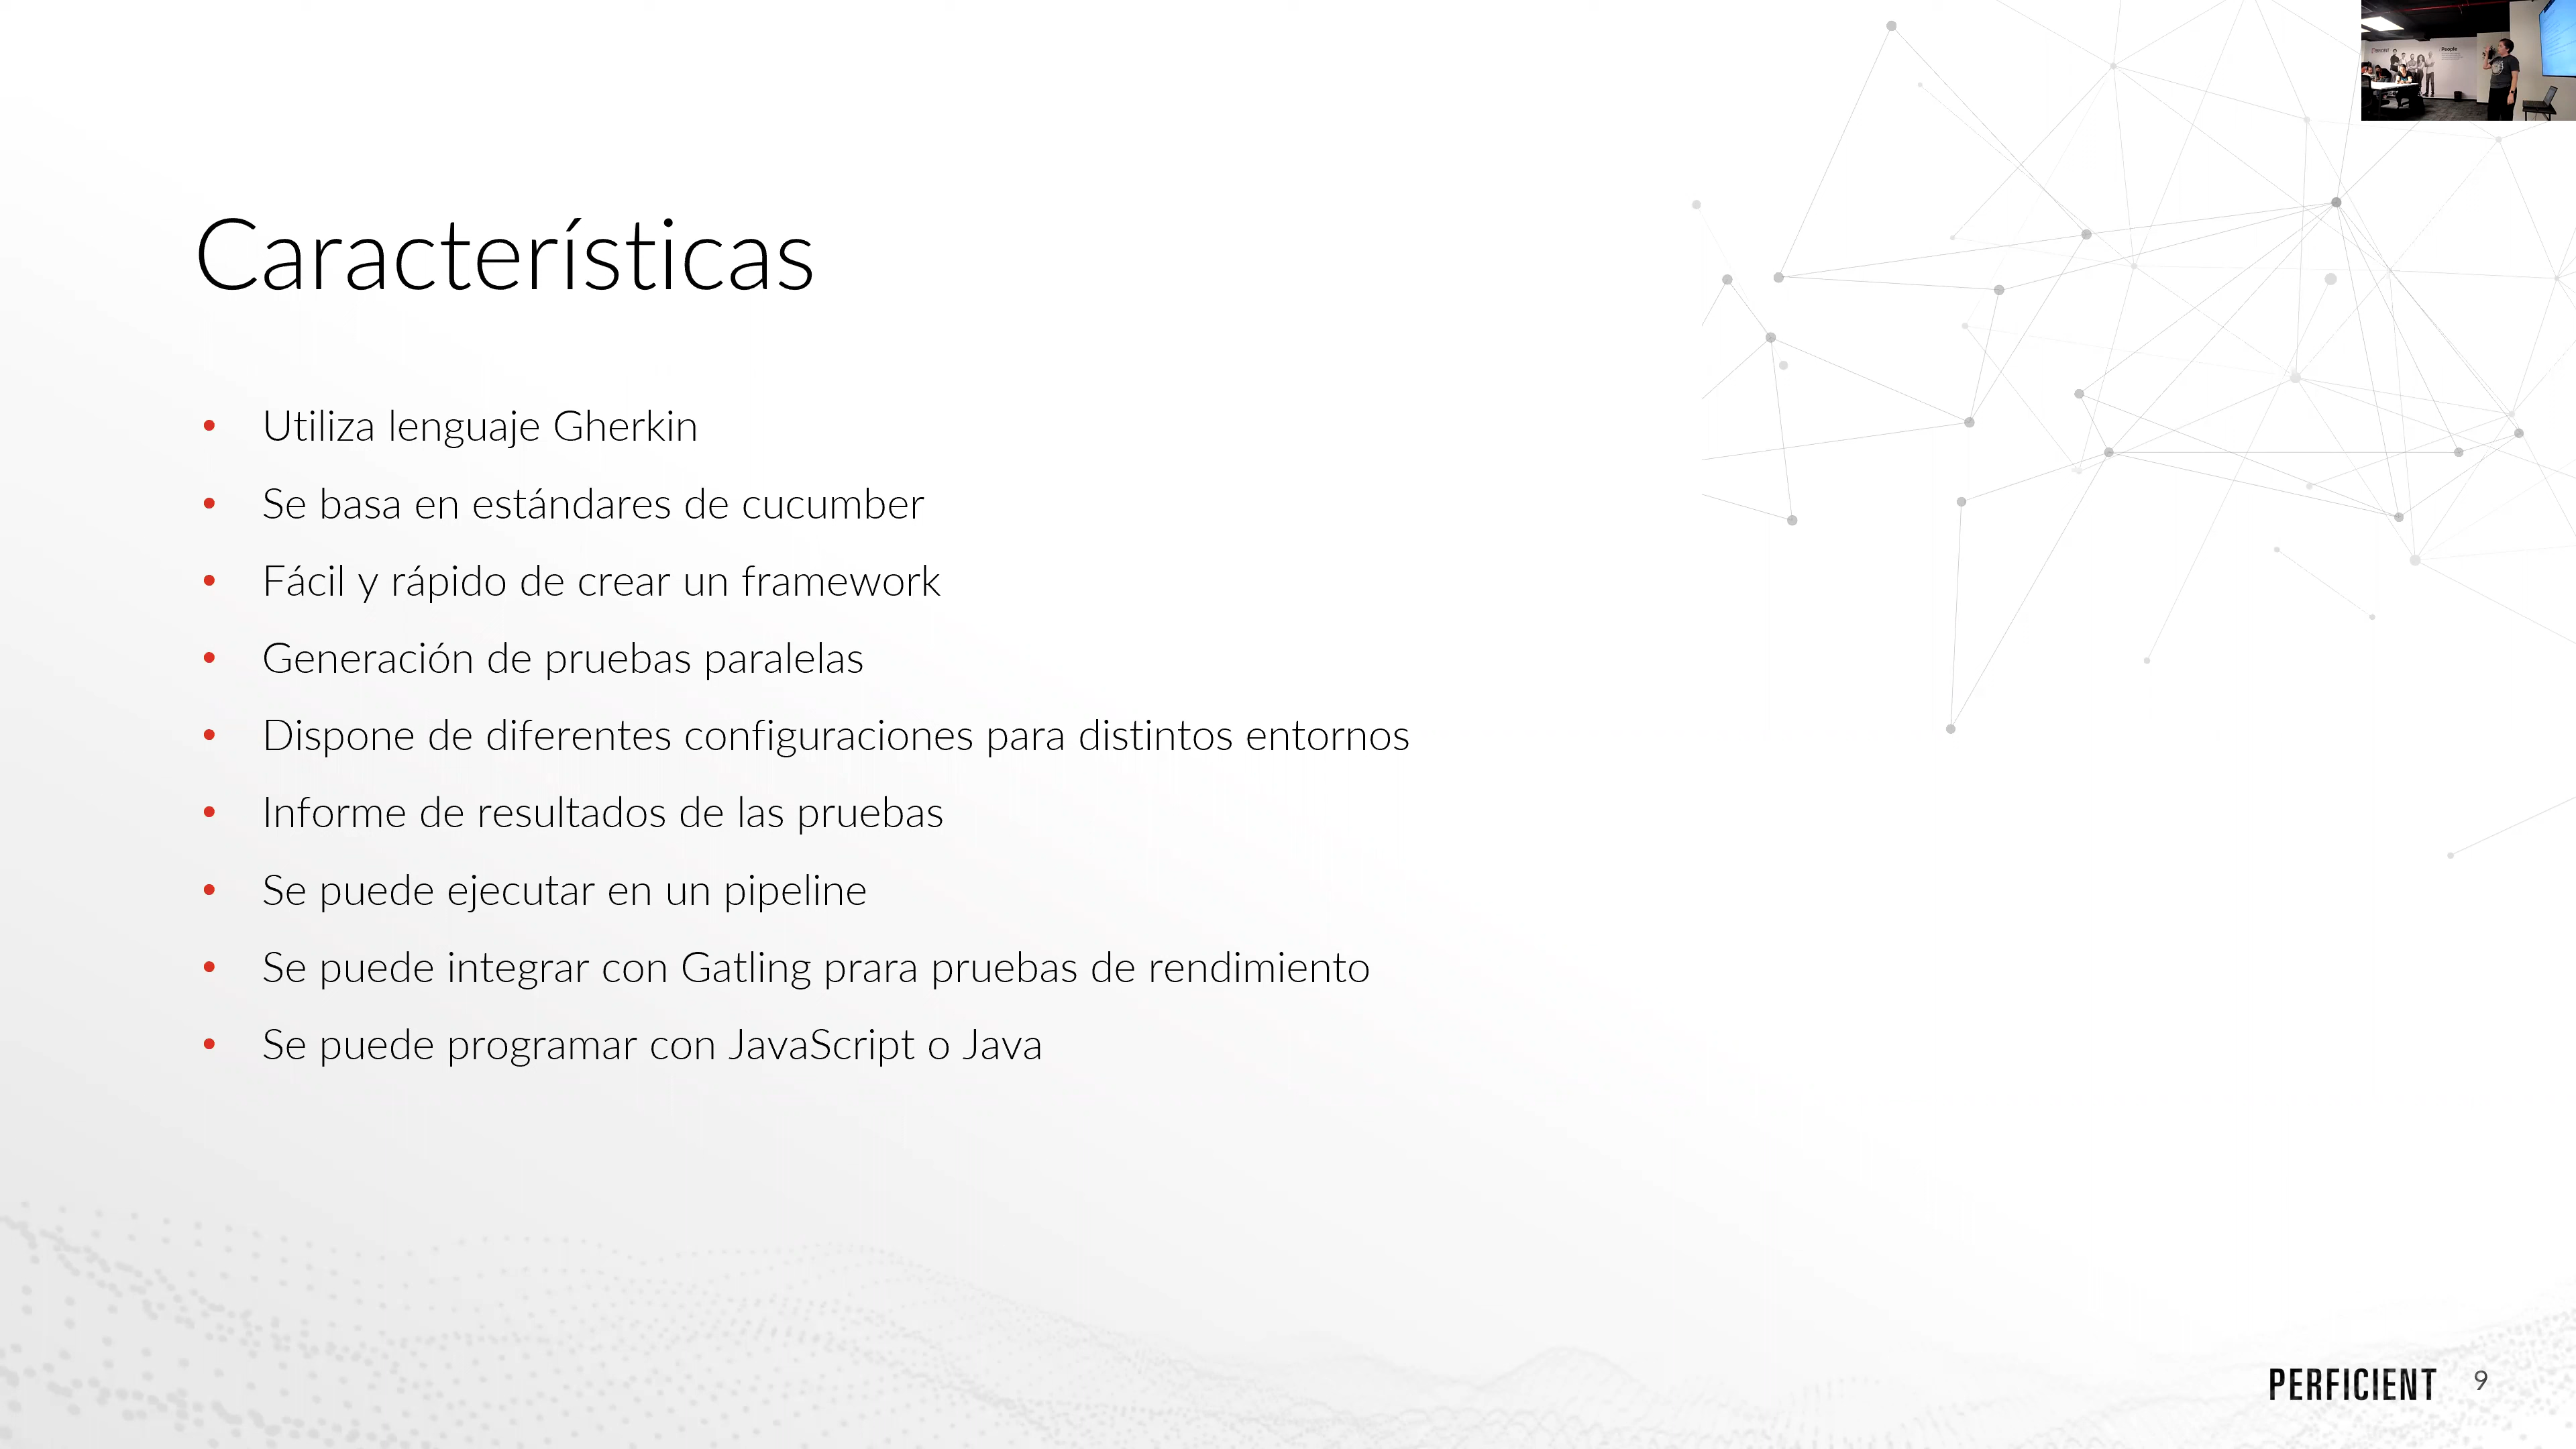 People
Características
• Utiliza lenguaje Gherkin
• Se basa en estándares de cucumber
• Fácil y rápido de crear un framework
• Generación de pruebas paralelas
• Dispone de diferentes configuraciones para distintos entornos
• Informe de resultados de las pruebas
• Se puede ejecutar en un pipeline
• Se puede integrar con Gatling prara pruebas de rendimiento
• Se puede programar con JavaScript o Java
PERFICIENT 9